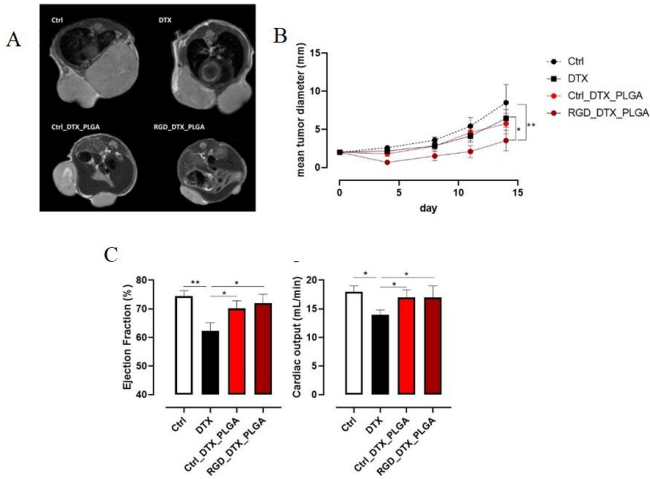 A
Ctrl
DTX
Ctrl_DTX_PLGA
RGD_DTX_PLGA
B
mean tumor diameter (mm)
15
10
5
0
0
5
10
15
day
Ctrl
DTX
Ctrl_DTX_PLGA
RGD_DTX_PLGA
*
**
C
Ejection Fraction (%)
80
70
60
50
40
**
*
*
Ctrl
DTX
Ctrl_DTX_PLGA
RGD_DTX_PLGA
-
Cardiac output (mL/min)
20
15
10
5
0
*
*
*
Ctrl
DTX
Ctrl_DTX_PLGA
RGD_DTX_PLGA